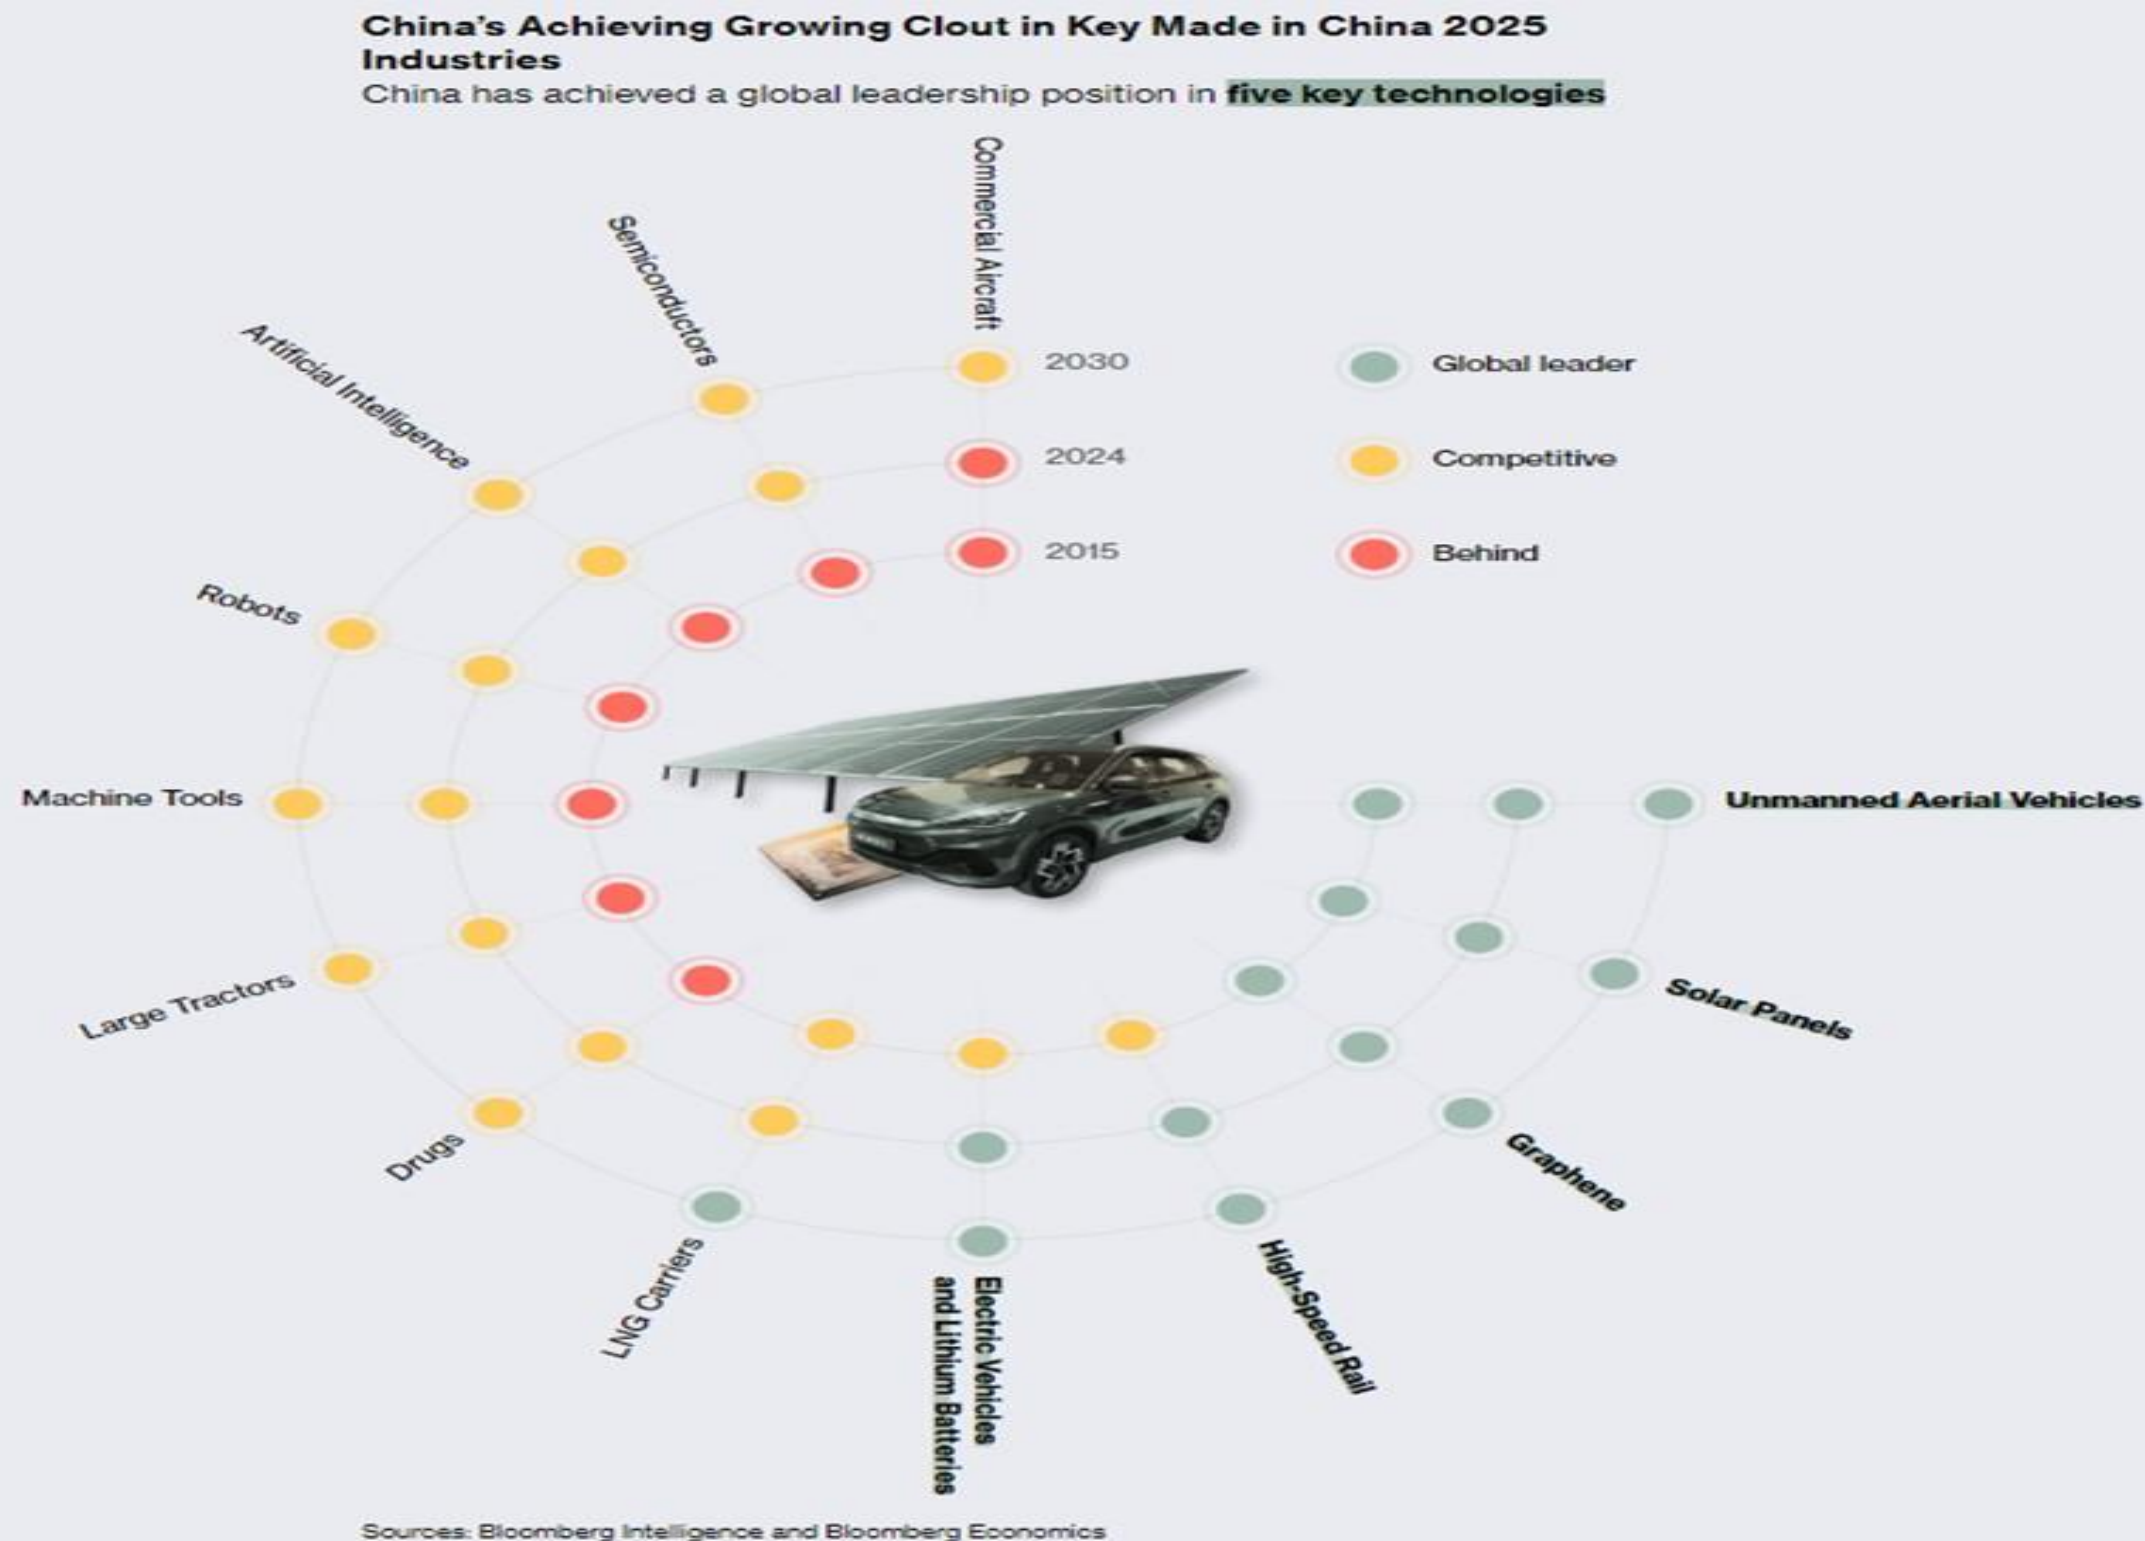 China's Achieving Growing Clout in Key Made in China 2025
Industries
China has achieved a global leadership position in five key technologies
Commercial Aircraft
Semiconductors
Artificial Intelligence
Robots
Machine Tools
Large Tractors
Drugs
LNG Carriers
Electric Vehicles
and Lithium Batteries
High-Speed Rail
Graphene
Solar Panels
Unmanned Aerial Vehicles
2030
2024
2015
Global leader
Competitive
Behind
Sources: Bloomberg Intelligence and Bloomberg Economics